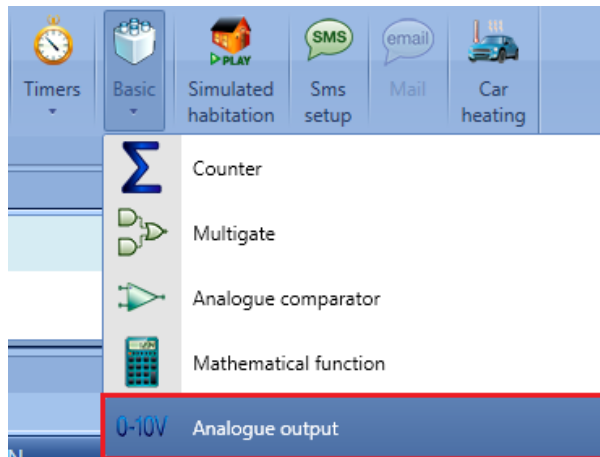 PLAY
SMS
email
Timers
Basic
Simulated
habitation
Sms
setup
Mail
Car
heating
Σ
Counter
Multigate
Analogue comparator
Mathematical function
0-10V
Analogue output